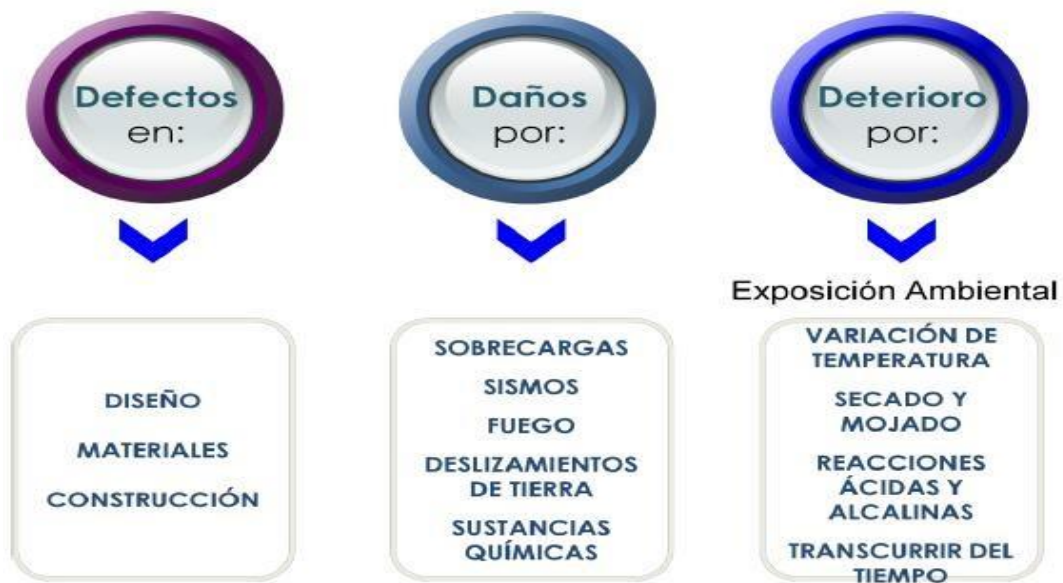 Defectos
en:
DISEÑO
MATERIALES
CONSTRUCCIÓN
Daños
por:
SOBRECARGAS
SISMOS
FUEGO
DESLIZAMIENTOS
DE TIERRA
SUSTANCIAS
QUÍMICAS
Deterioro
por:
Exposición Ambiental
VARIACIÓN DE
TEMPERATURA
SECADO Y
MOJADO
REACCIONES
ÁCIDAS Y
ALCALINAS
TRANSCURRIR DEL
TIEMPO